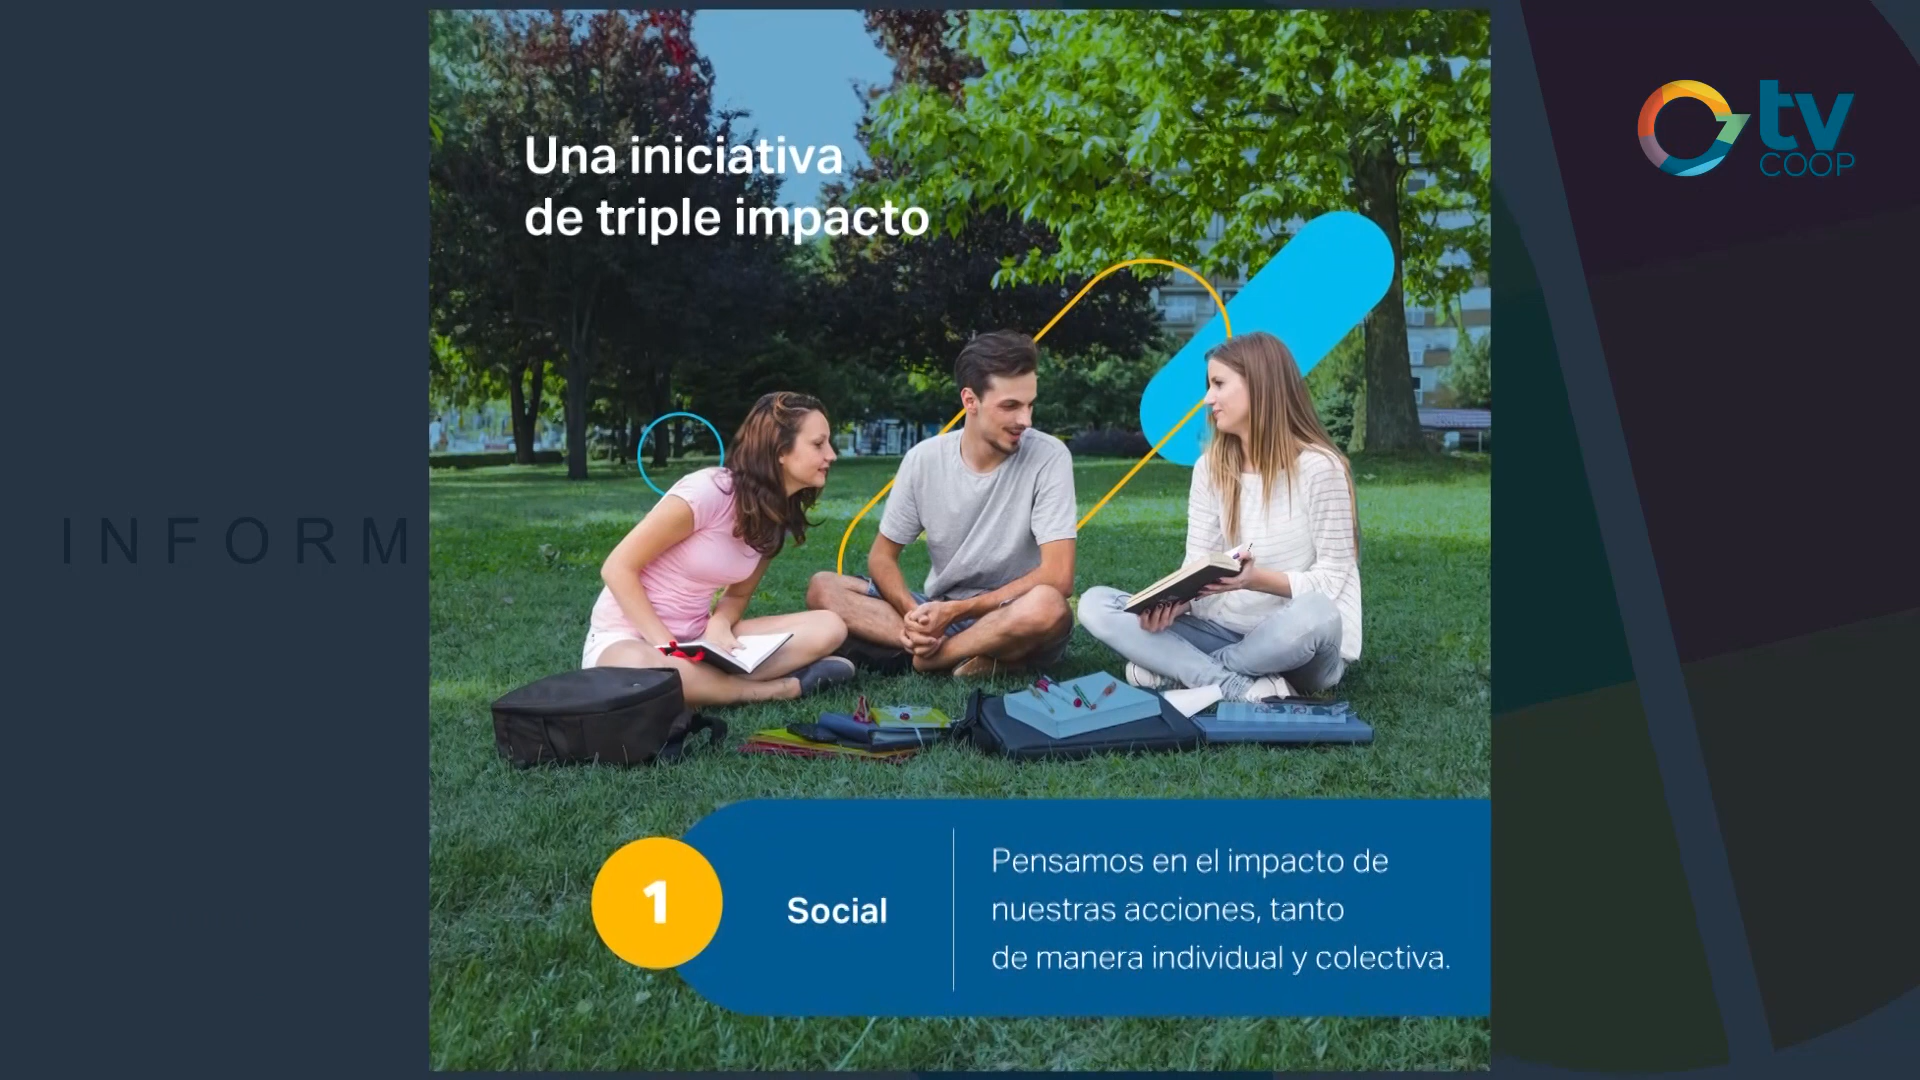 Una iniciativa
de triple impacto
tv
COOP
INFORM
1
Social
Pensamos en el impacto de
nuestras acciones, tanto
de manera individual y colectiva.